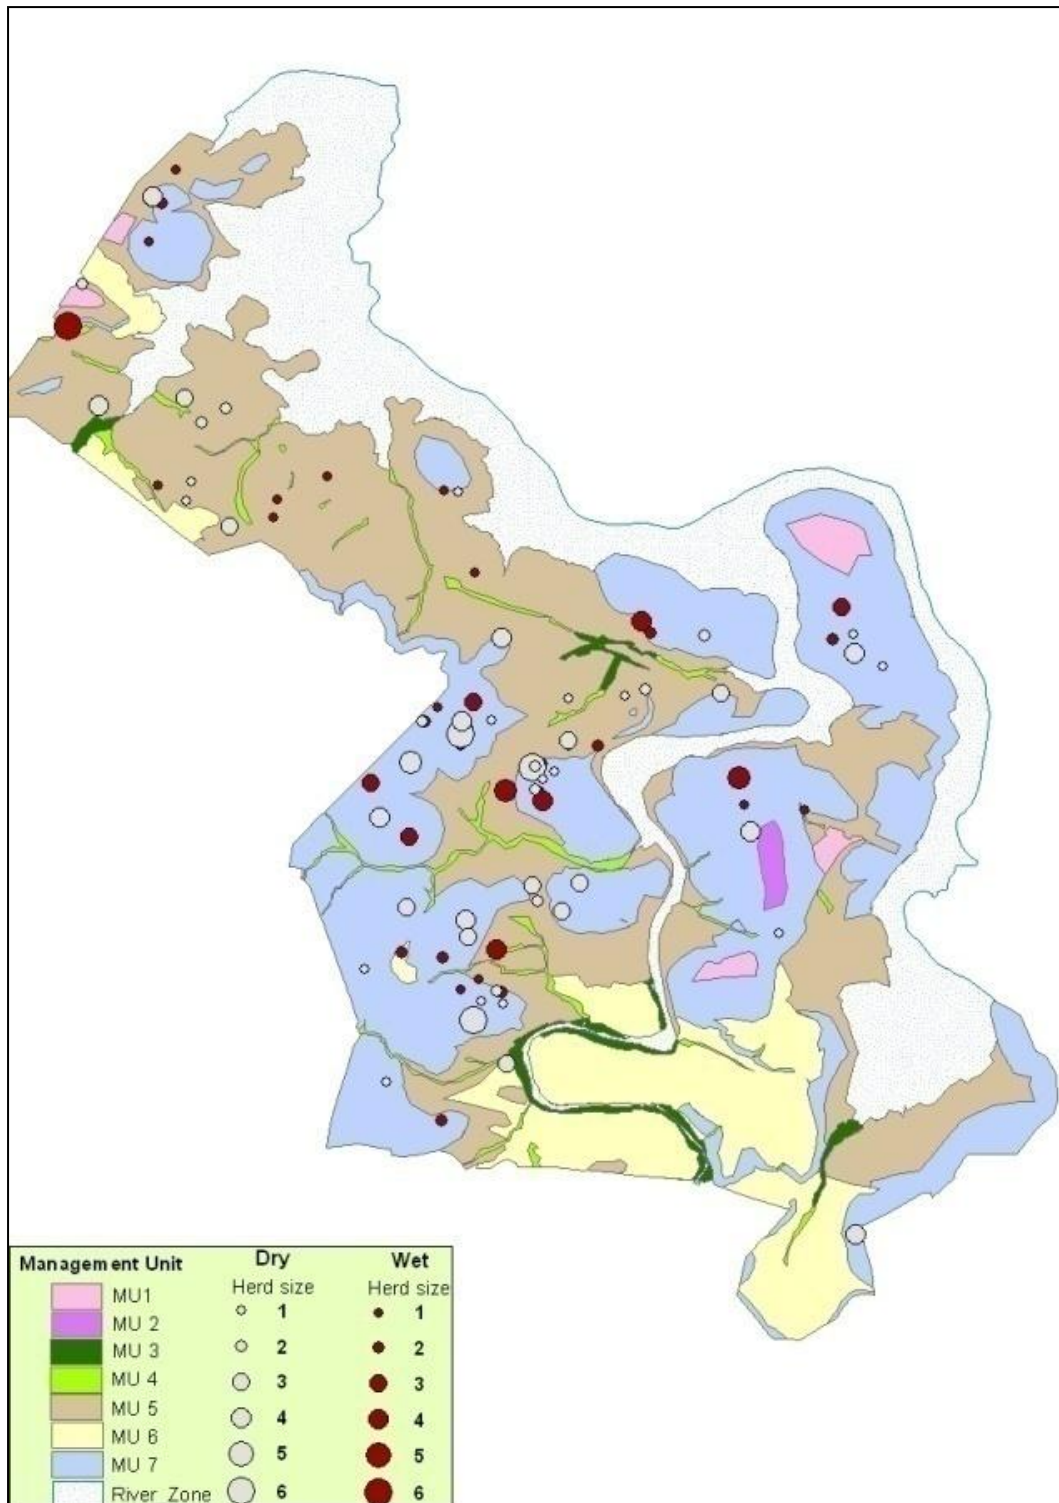 Management Unit Dry Wet
Herd size Herd size
MU1 1 1
MU 2 2 2
MU 3 3 3
MU 4 4 4
MU 5 5 5
MU 6 6 6
MU 7
River Zone